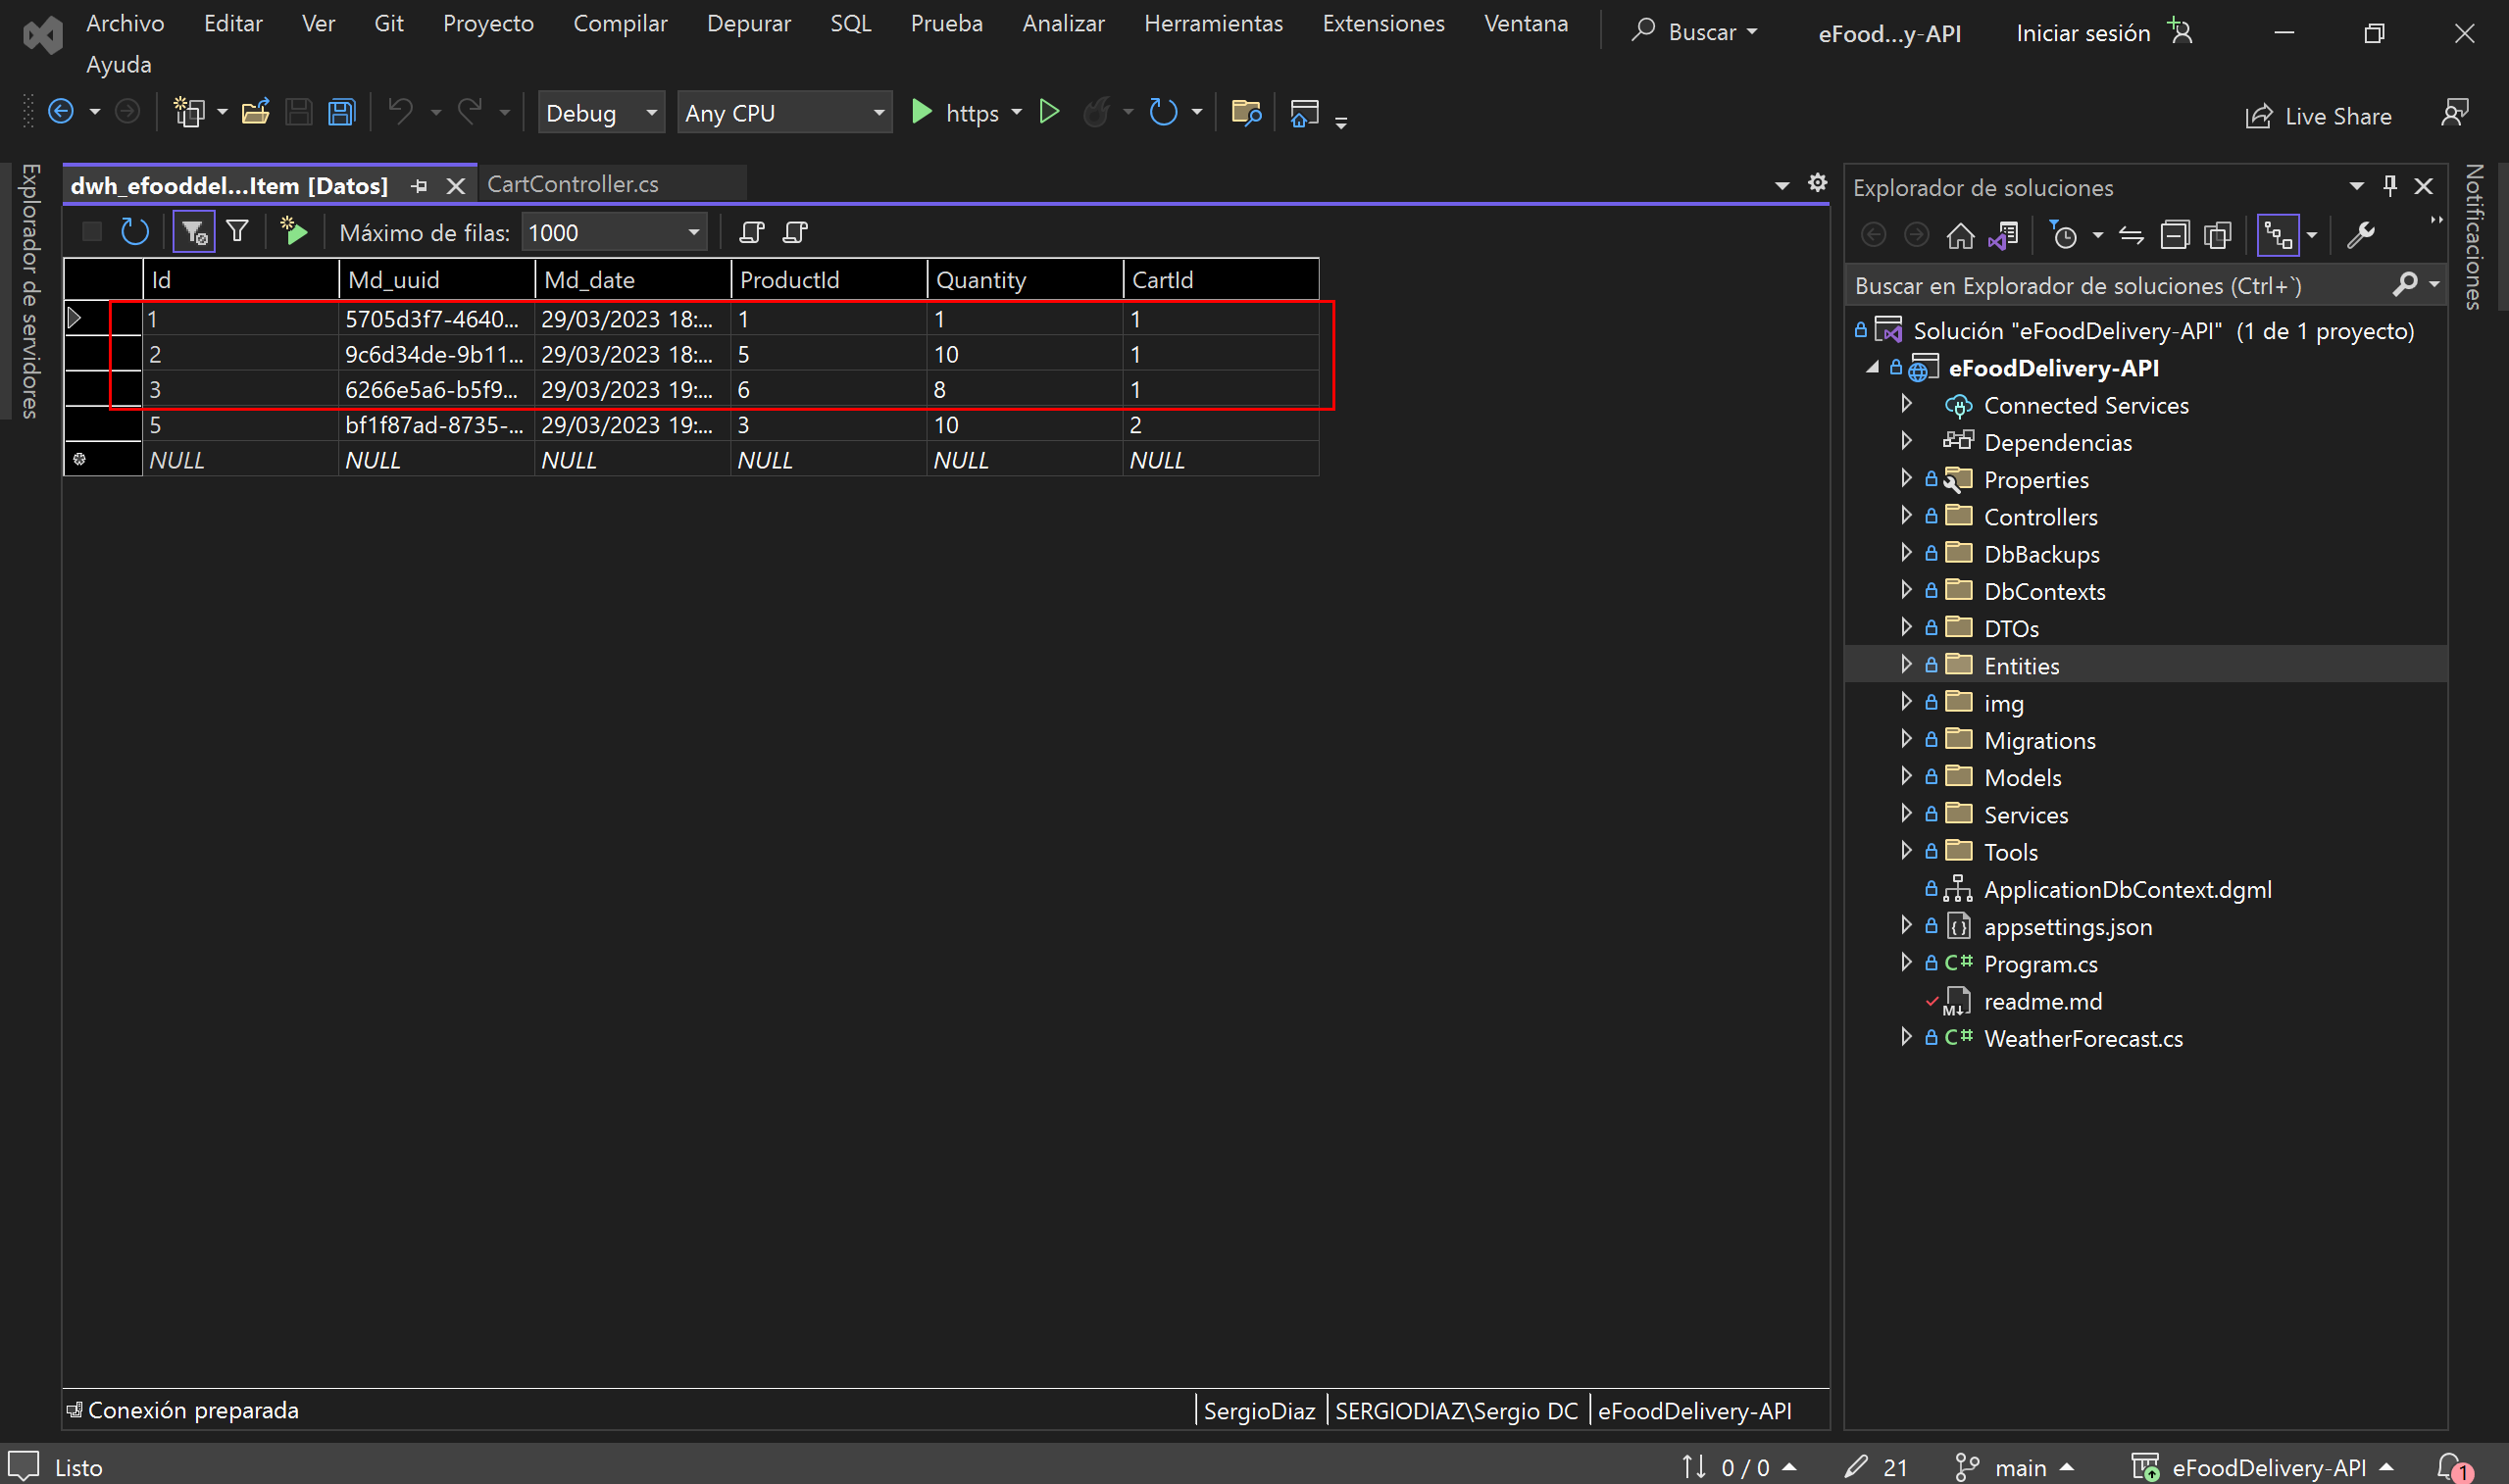 Archivo Editar Ver Git Proyecto Compilar Depurar SQL Prueba Analizar Herramientas Extensiones Ventana Buscar eFood...y-API Iniciar sesión
Ayuda
Debug Any CPU https Live Share
Explorador de servidores
dwh_efooddel...Item [Datos] CartController.cs
Máximo de filas: 1000
Id Md_uuid Md_date ProductId Quantity CartId
1 5705d3f7-4640... 29/03/2023 18:... 1 1 1
2 9c6d34de-9b11... 29/03/2023 18:... 5 10 1
3 6266e5a6-b5f9... 29/03/2023 19:... 6 8 1
5 bf1f87ad-8735-... 29/03/2023 19:... 3 10 2
NULL NULL NULL NULL NULL NULL
Conexión preparada SergioDiaz SERGIODIAZ\Sergio DC eFoodDelivery-API
Explorador de soluciones
Buscar en Explorador de soluciones (Ctrl+`)
Solución "eFoodDelivery-API" (1 de 1 proyecto)
eFoodDelivery-API
Connected Services
Dependencias
Properties
Controllers
DbBackups
DbContexts
DTOs
Entities
img
Migrations
Models
Services
Tools
ApplicationDbContext.dgml
appsettings.json
C# Program.cs
readme.md
C# WeatherForecast.cs
Notificaciones
Listo 0 / 0 21 main eFoodDelivery-API 1